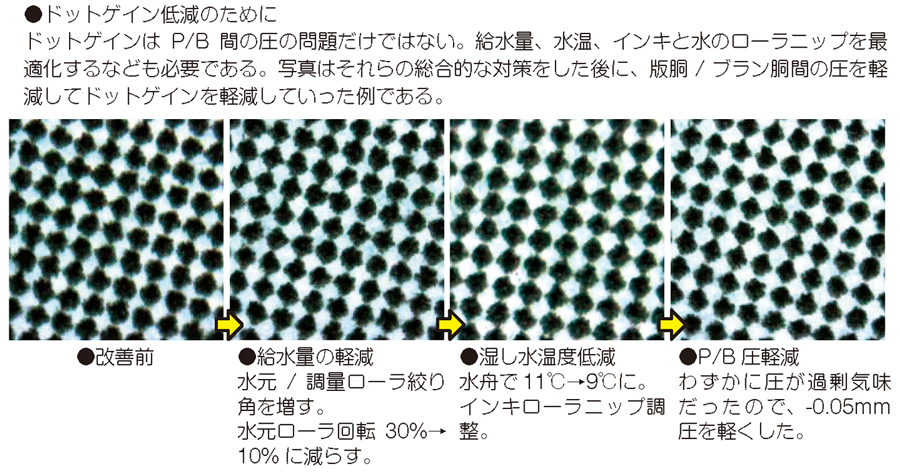 ●ドットゲイン低減のために
ドットゲインは P/B 間の圧の問題だけではない。給水量、水温、インキと水のローラニップを最
適化するなども必要である。写真はそれらの総合的な対策をした後に、版胴 / ブラン胴間の圧を軽
減してドットゲインを軽減していった例である。
●改善前
●給水量の軽減
水元 / 調量ローラ絞り
角を増す。
水元ローラ回転 30%→
10%に減らす。
●湿し水温度低減
水舟で11℃→9℃に。
インキローラニップ調
整。
●P/B 圧軽減
わずかに圧が過剰気味
だったので、-0.05mm
圧を軽くした。